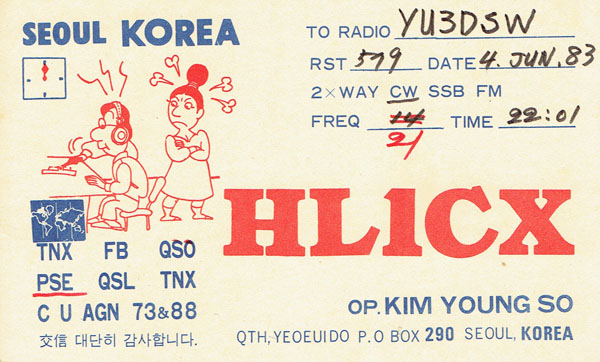 SEOUL KOREA
TO RADIO YU3DSW
RST 579 DATE 4. JUN. 83
2×WAY CW SSB FM
FREQ 14 21 TIME 22:01
HL1CX
TNX FB QSO
PSE QSL TNX
C U AGN 73&88
交信 대단히 감사합니다.
OP. KIM YOUNG SO
QTH, YEOEUIDO P.O BOX 290 SEOUL, KOREA